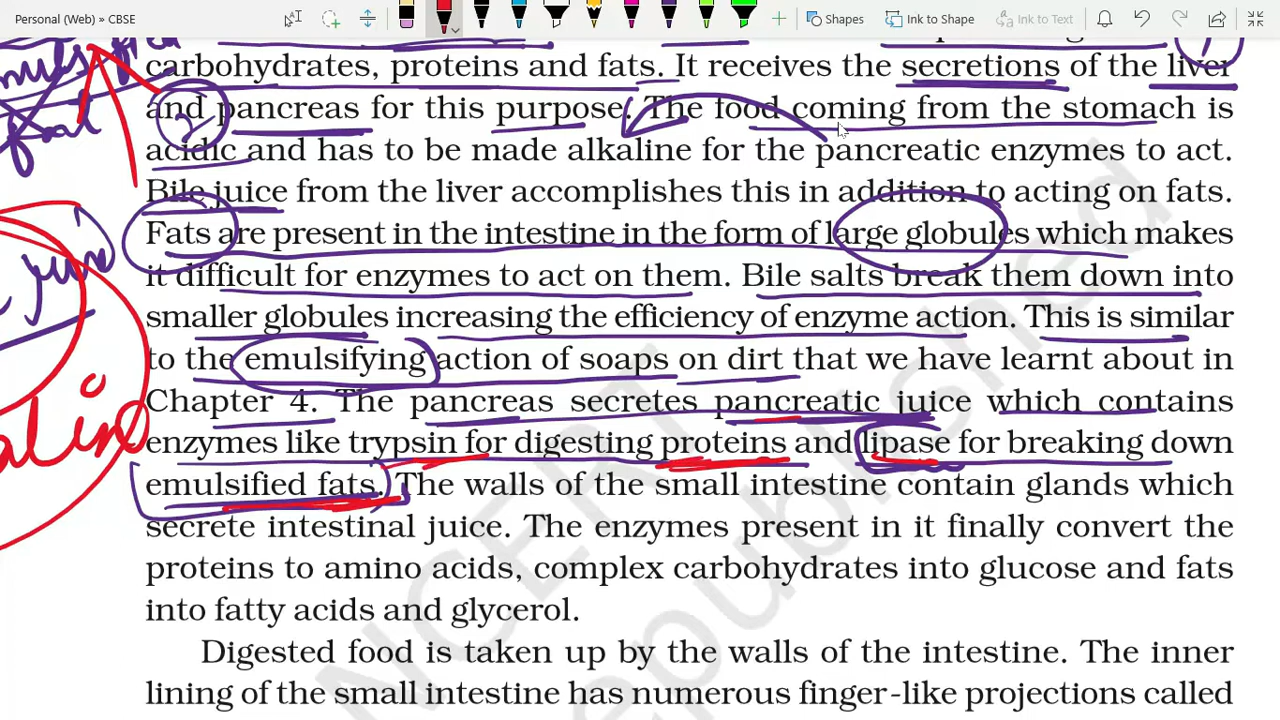 Personal (Web) » CBSE
Shapes
Ink to Shape
Ink to Text
carbohydrates, proteins and fats. It receives the secretions of the liver
and pancreas for this purpose. The food coming from the stomach is
acidic and has to be made alkaline for the pancreatic enzymes to act.
Bile juice from the liver accomplishes this in addition to acting on fats.
Fats are present in the intestine in the form of large globules which makes
it difficult for enzymes to act on them. Bile salts break them down into
smaller globules increasing the efficiency of enzyme action. This is similar
to the emulsifying action of soaps on dirt that we have learnt about in
Chapter 4. The pancreas secretes pancreatic juice which contains
enzymes like trypsin for digesting proteins and lipase for breaking down
emulsified fats. The walls of the small intestine contain glands which
secrete intestinal juice. The enzymes present in it finally convert the
proteins to amino acids, complex carbohydrates into glucose and fats
into fatty acids and glycerol.
Digested food is taken up by the walls of the intestine. The inner
lining of the small intestine has numerous finger-like projections called
1
2
fat
NCERT
republished